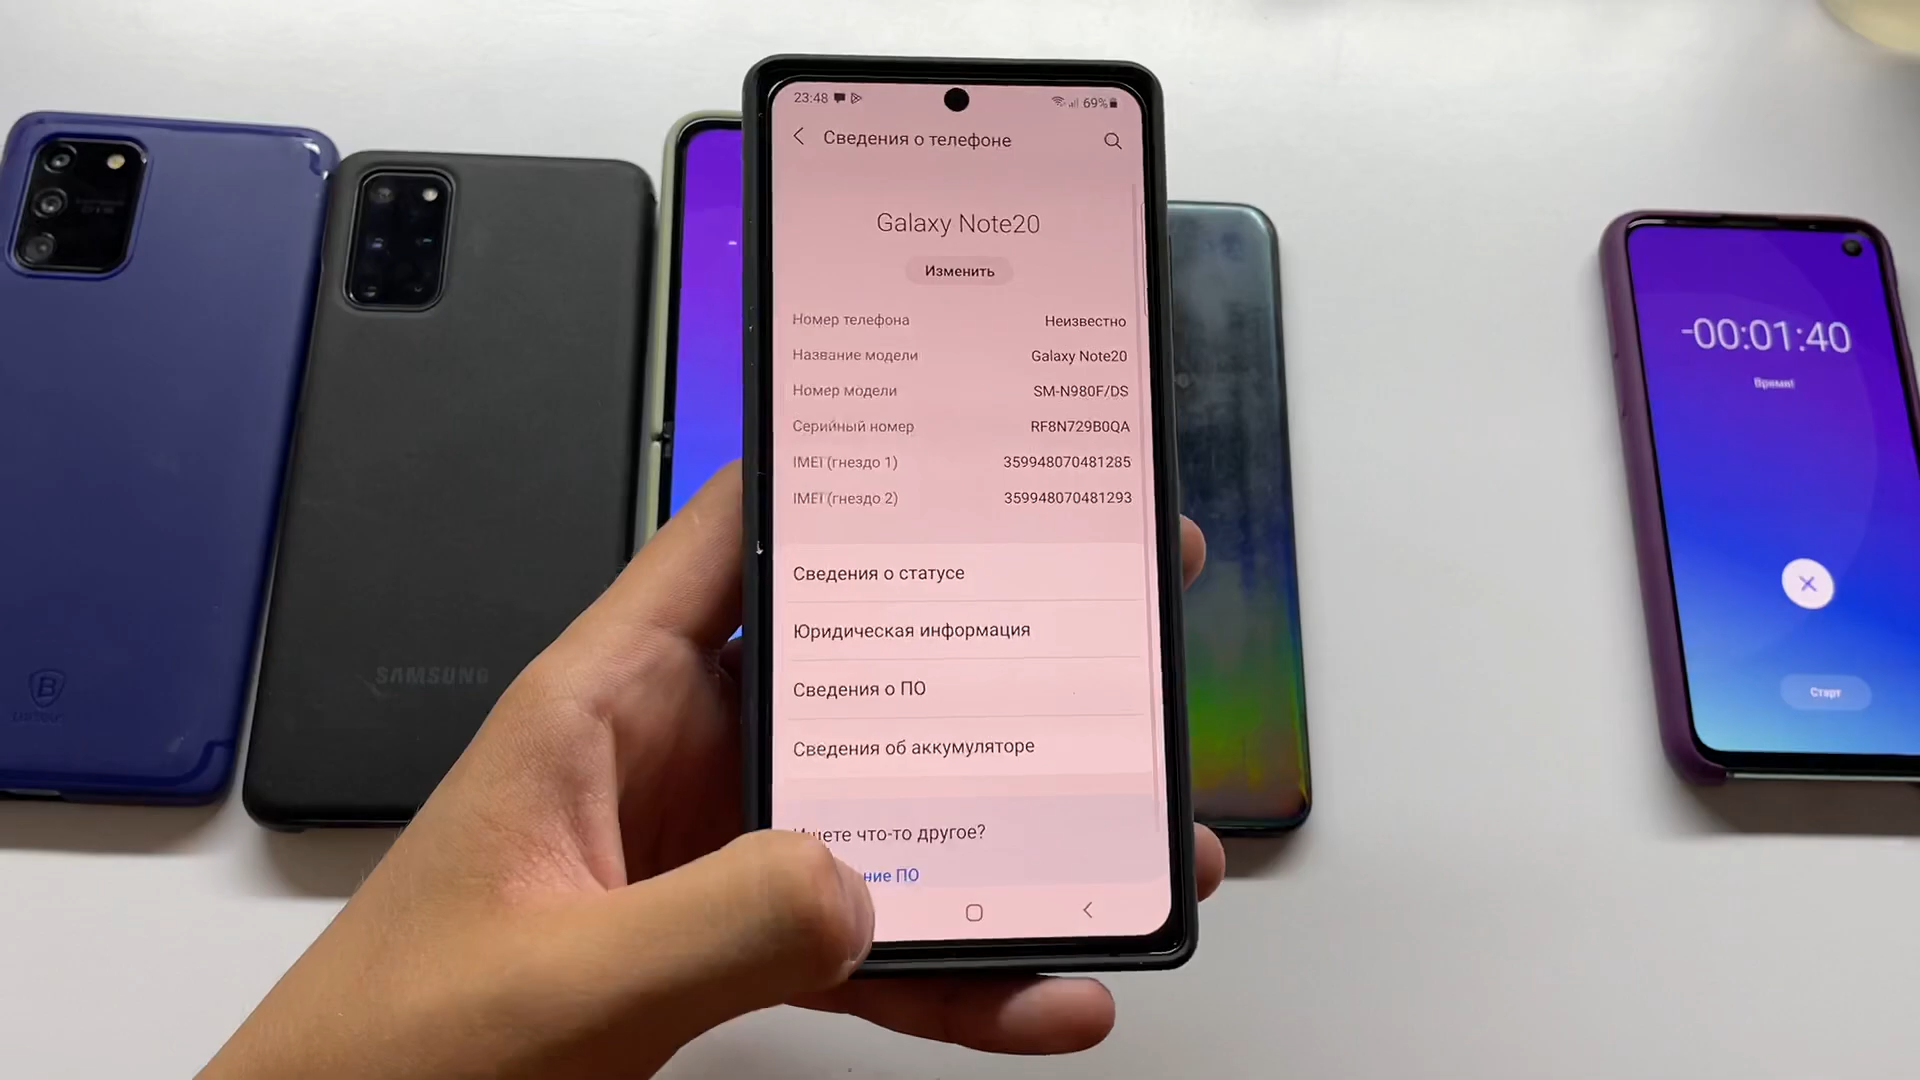 23:48
69%
Сведения о телефоне
Galaxy Note20
Изменить
Номер телефона Неизвестно
Название модели Galaxy Note20
Номер модели SM-N980F/DS
Серийный номер RF8N729B0QA
IMEI (гнездо 1) 359948070481285
IMEI (гнездо 2) 359948070481293
Сведения о статусе
Юридическая информация
Сведения о ПО
Сведения об аккумуляторе
что-то другое?
ПО
SAMSUNG
-00:01:40
Время!
Старт